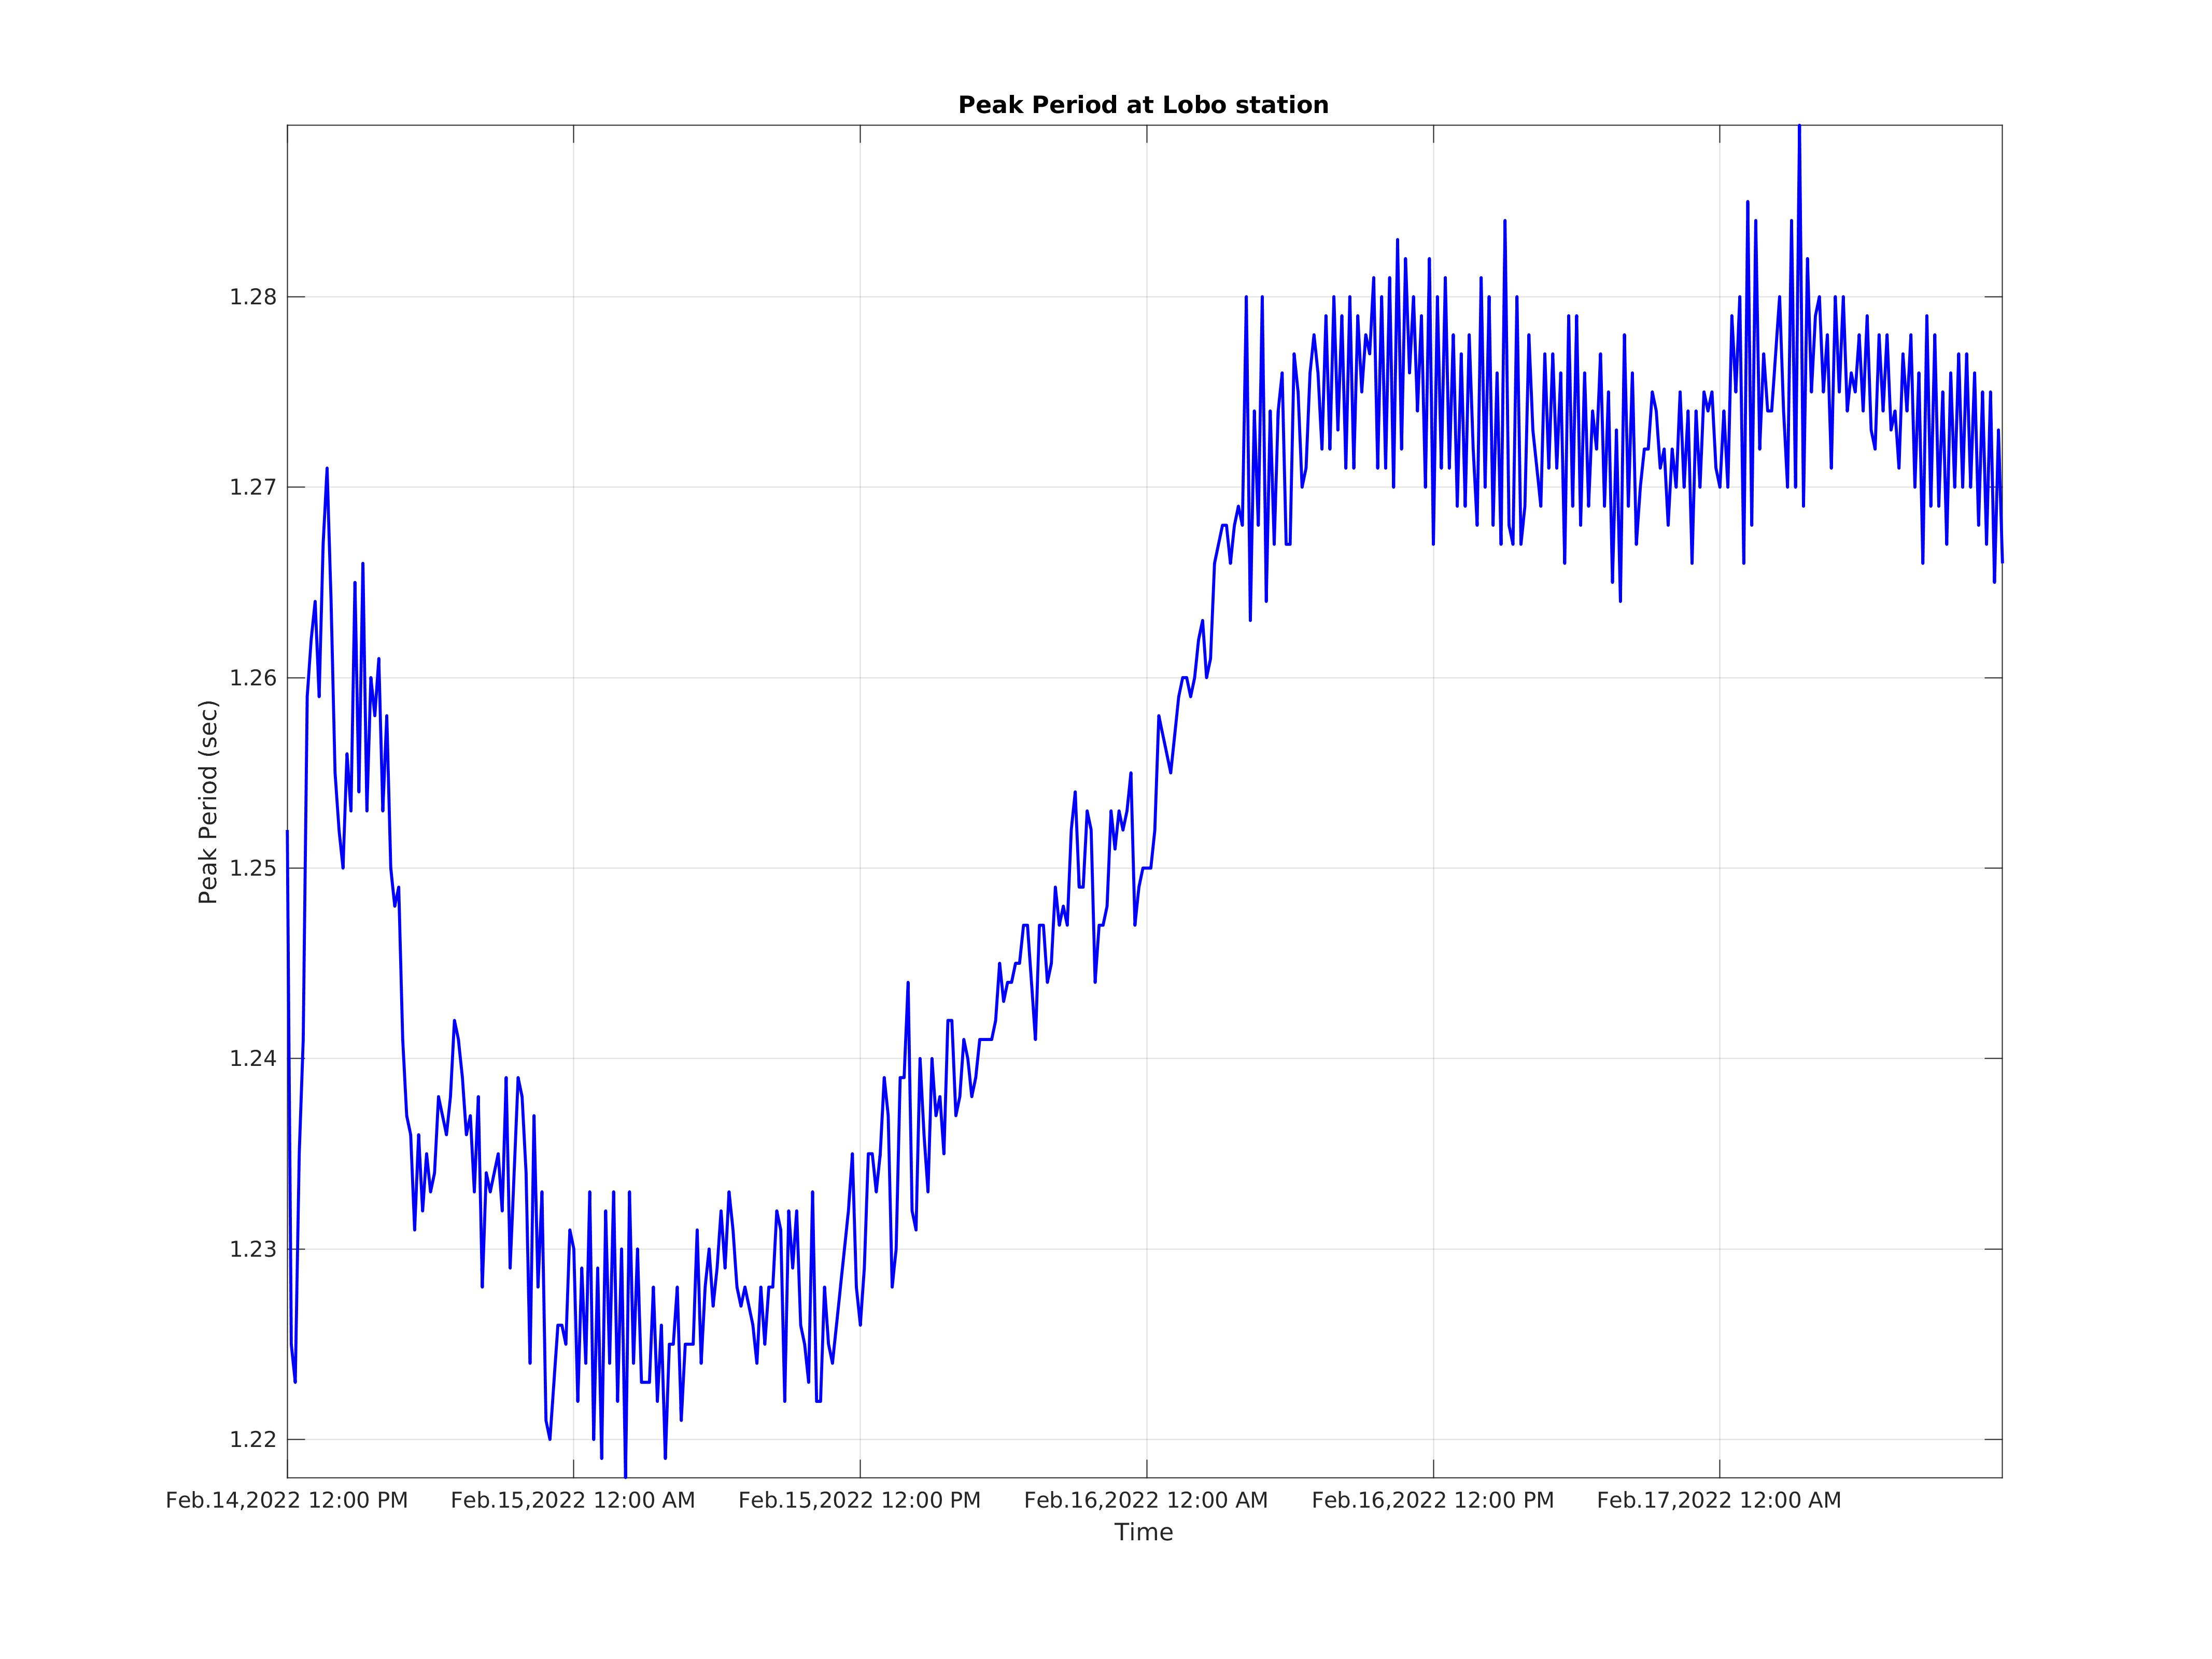 Peak Period at Lobo station
Peak Period (sec)
1.28
1.27
1.26
1.25
1.24
1.23
1.22
Feb.14,2022 12:00 PM Feb.15,2022 12:00 AM Feb.15,2022 12:00 PM Feb.16,2022 12:00 AM Feb.16,2022 12:00 PM Feb.17,2022 12:00 AM
Time